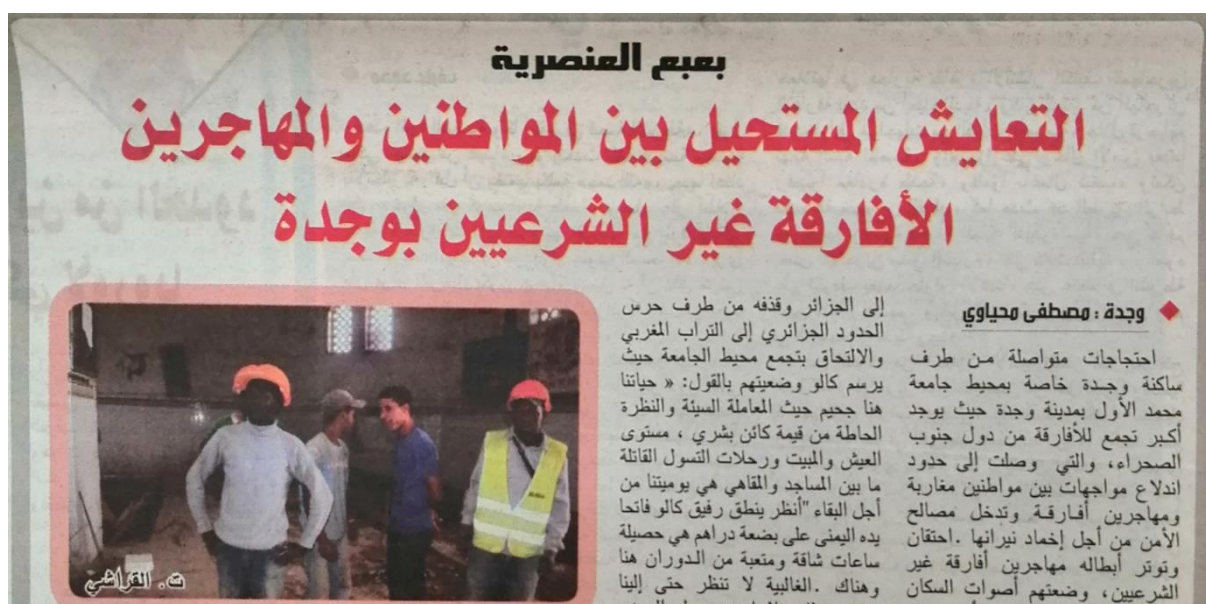 بعبع العنصرية
التعايش المستحيل بين المواطنين والمهاجرين
الأفارقة غير الشرعيين بوجدة
وجدة : مصطفى محياوي
احتجاجات متواصلة من طرف
ساكنة وجدة خاصة بمحيط جامعة
محمد الأول بمدينة وجدة حيث يوجد
أكبر تجمع للأفارقة من دول جنوب
الصحراء، والتي وصلت إلى حدود
اندلاع مواجهات بين مواطنين مغاربة
ومهاجرين أفارقة وتدخل مصالح
الأمن من أجل إخماد نيرانها .احتقان
وتوتر أبطاله مهاجرين أفارقة غير
الشرعيين، وضعتهم أصوات السكان
إلى الجزائر وقذفه من طرف حرس
الحدود الجزائري إلى التراب المغربي
والالتحاق بتجمع محيط الجامعة حيث
يرسم كالو وضعيتهم بالقول: « حياتنا
هنا جحيم حيث المعاملة السيئة والنظرة
الحاطة من قيمة كائن بشري ، مستوى
العيش والمبيت ورحلات التسول القاتلة
ما بين المساجد والمقاهي هي يوميتنا من
أجل البقاء "أنظر ينطق رفيق كالو فاتحا
يده اليمنى على بضعة دراهم هي حصيلة
ساعات شاقة ومتعبة من الدوران هنا
وهناك .الغالبية لا تنظر حتى إلينا
ت. القراشي